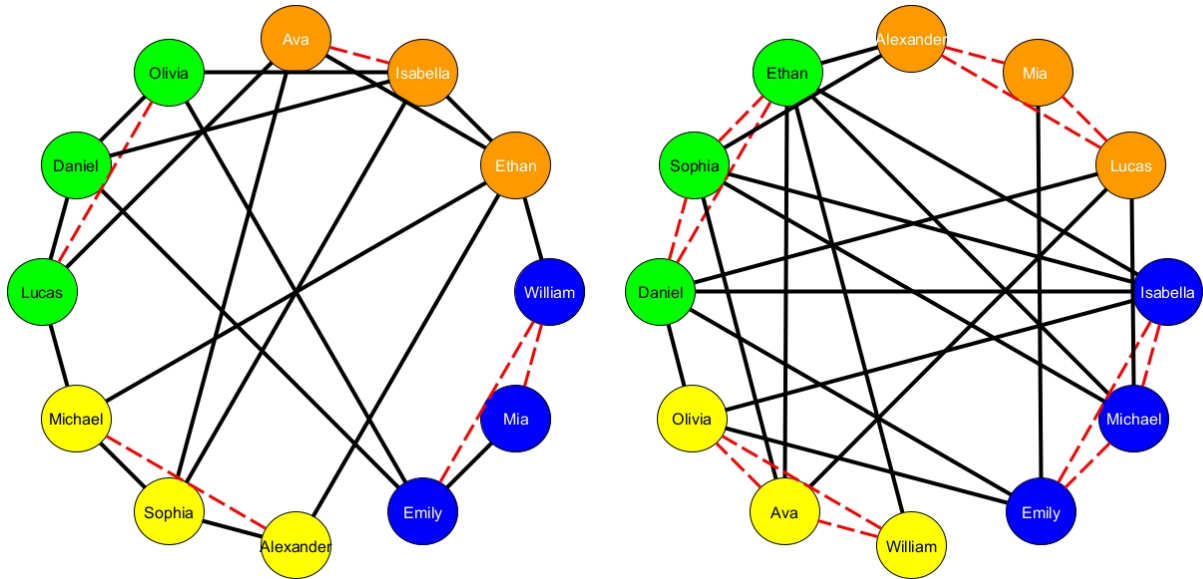 Ava
Olivia
Isabella
Daniel
Ethan
Lucas
William
Michael
Mia
Sophia
Emily
Alexander
Alexander
Ethan
Mia
Sophia
Lucas
Daniel
Isabella
Olivia
Michael
Ava
Emily
William